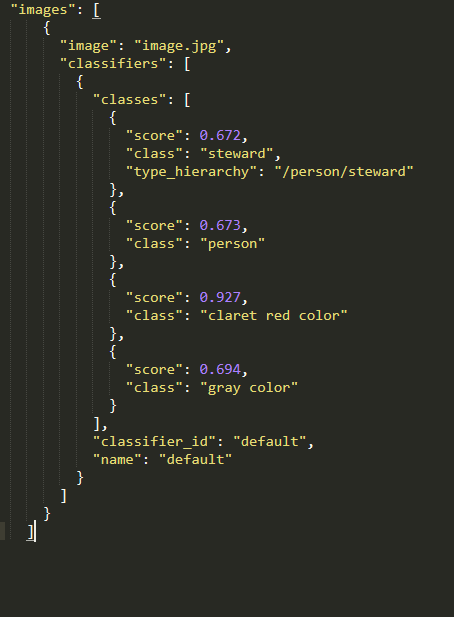 "images": [
{
"image": "image.jpg",
"classifiers": [
{
"classes": [
{
"score": 0.672,
"class": "steward",
"type_hierarchy": "/person/steward"
},
{
"score": 0.673,
"class": "person"
},
{
"score": 0.927,
"class": "claret red color"
},
{
"score": 0.694,
"class": "gray color"
}
],
"classifier_id": "default",
"name": "default"
}
]
}
]